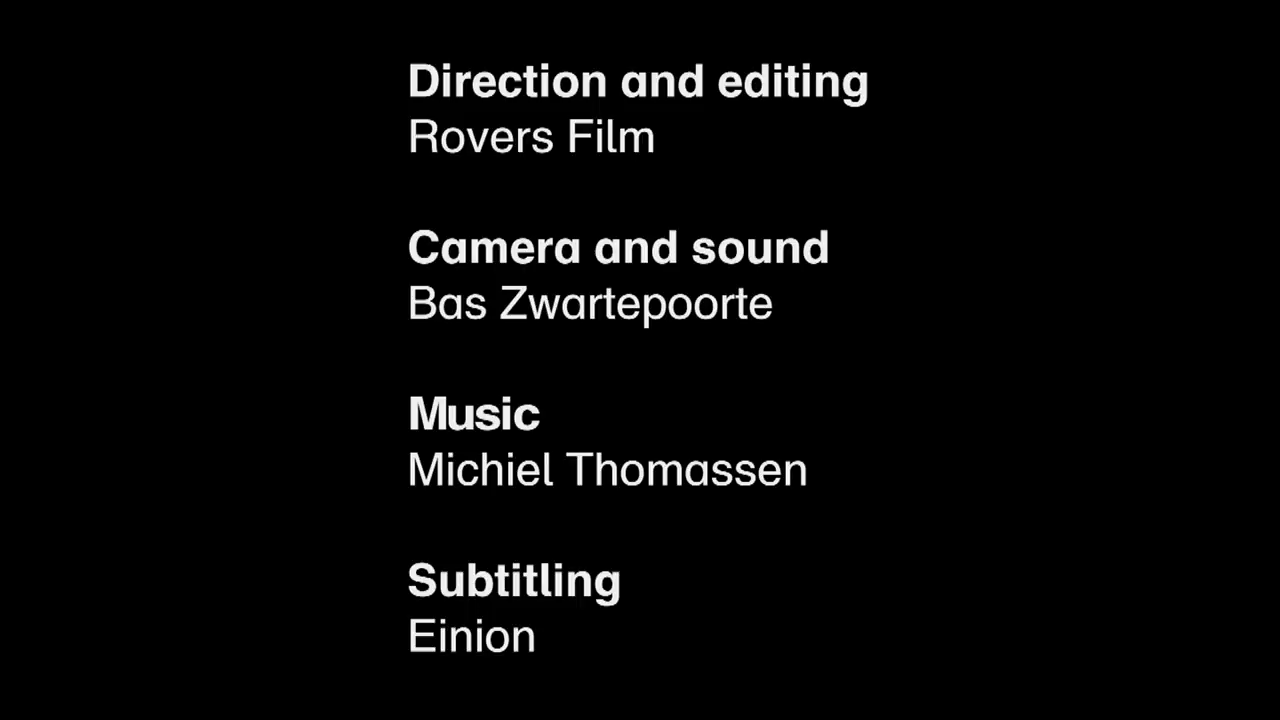 Direction and editing
Rovers Film
Camera and sound
Bas Zwartepoorte
Music
Michiel Thomassen
Subtitling
Einion